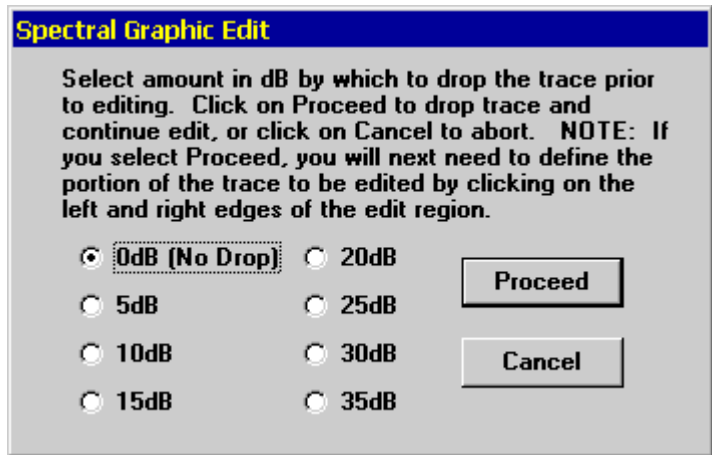 Spectral Graphic Edit
Select amount in dB by which to drop the trace prior
to editing.  Click on Proceed to drop trace and
continue edit, or click on Cancel to abort.   NOTE:  If
you select Proceed, you will next need to define the
portion of the trace to be edited by clicking on the
left and right edges of the edit region.
0dB (No Drop)
5dB
10dB
15dB
20dB
25dB
30dB
35dB
Proceed
Cancel